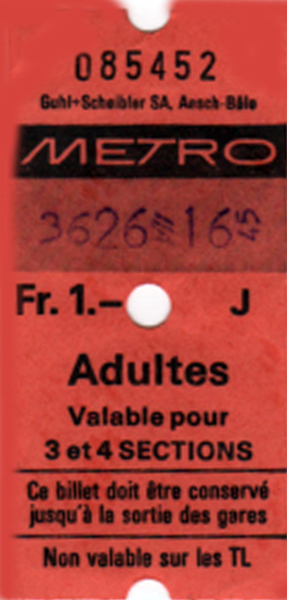 085452
Guhl+Scheibler SA, Aesch-Bâle
METRO
3626 16 45
Fr. 1.– J
Adultes
Valable pour
3 et 4 SECTIONS
Ce billet doit être conservé
jusqu'à la sortie des gares
Non valable sur les TL